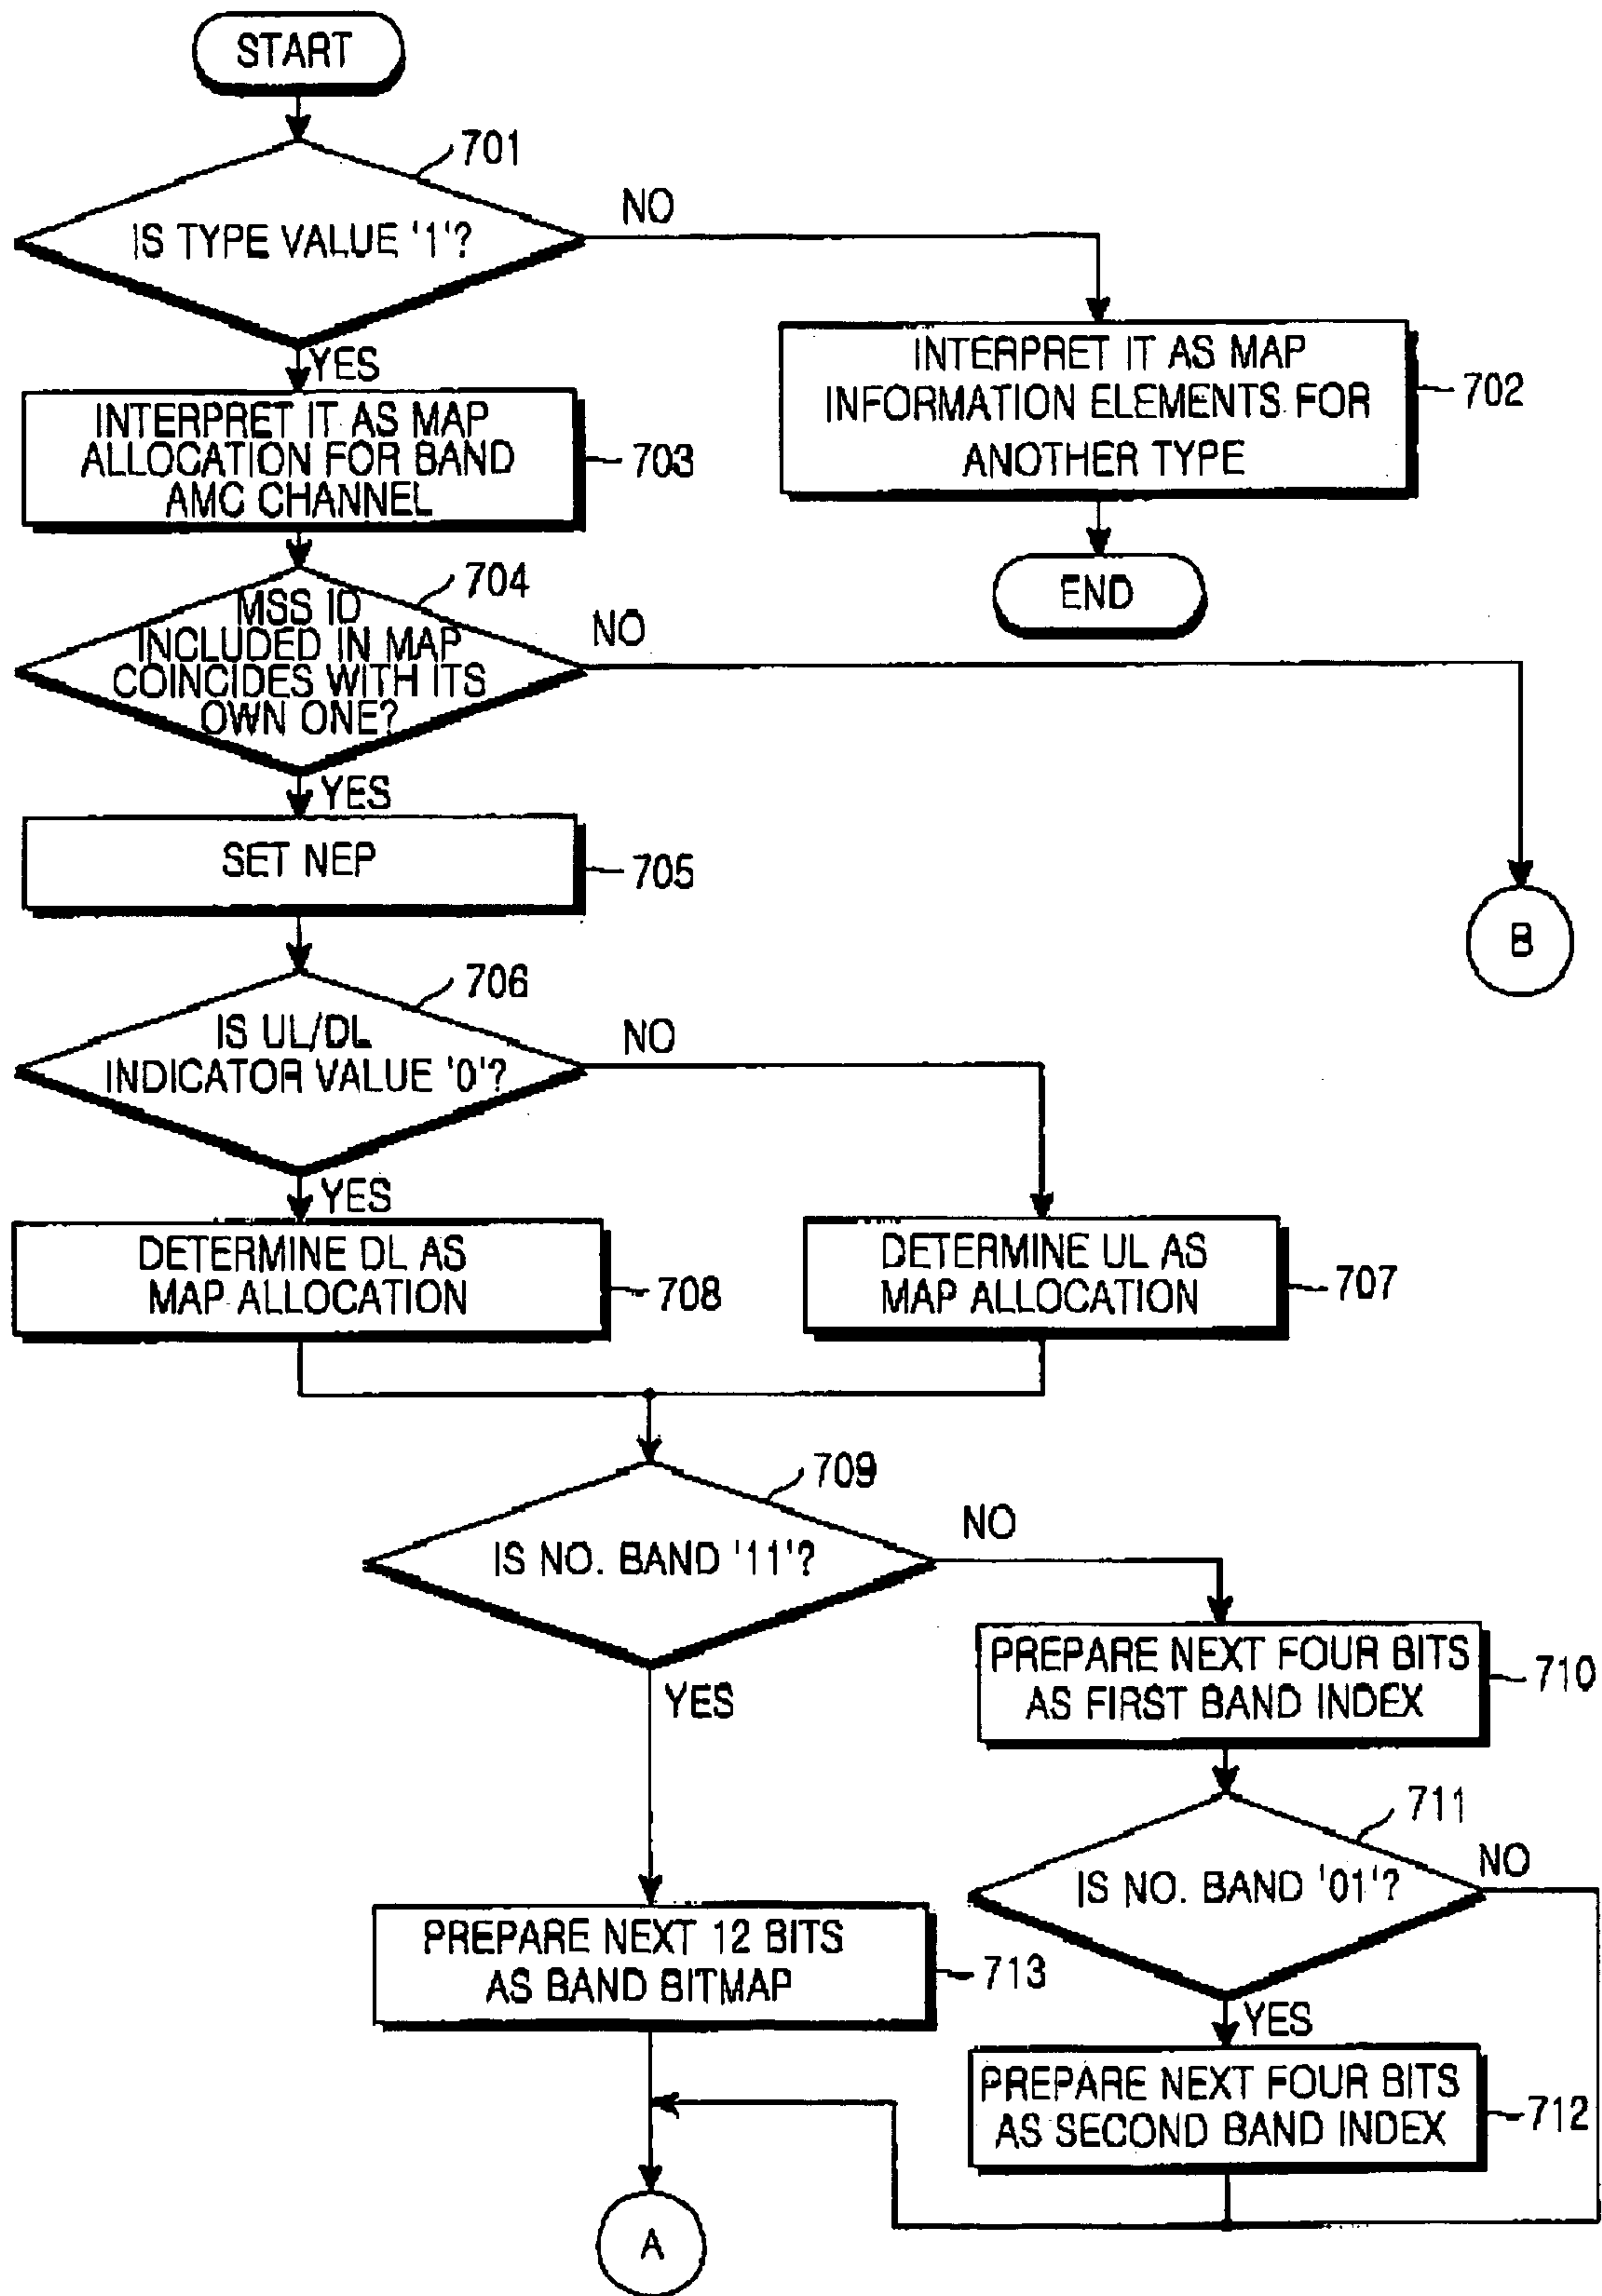 START
701
IS TYPE VALUE '1'?
NO
YES
INTERPRET IT AS MAP
INFORMATION ELEMENTS FOR
ANOTHER TYPE
702
INTERPRET IT AS MAP
ALLOCATION FOR BAND
AMC CHANNEL
703
END
704
MSS ID
INCLUDED IN MAP
COINCIDES WITH ITS
OWN ONE?
NO
YES
SET NEP
705
B
706
IS UL/DL
INDICATOR VALUE '0'?
NO
YES
DETERMINE DL AS
MAP ALLOCATION
708
DETERMINE UL AS
MAP ALLOCATION
707
709
IS NO. BAND '11'?
NO
YES
PREPARE NEXT FOUR BITS
AS FIRST BAND INDEX
710
711
IS NO. BAND '01'?
NO
YES
PREPARE NEXT 12 BITS
AS BAND BITMAP
713
PREPARE NEXT FOUR BITS
AS SECOND BAND INDEX
712
A